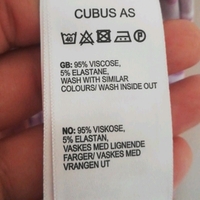 CUBUS AS
GB: 95% VISCOSE,
5% ELASTANE,
WASH WITH SIMILAR
COLOURS/ WASH INSIDE OUT
NO: 95% VISKOSE,
5% ELASTAN,
VASKES MED LIGNENDE
FARGER/ VASKES MED
VRANGEN UT